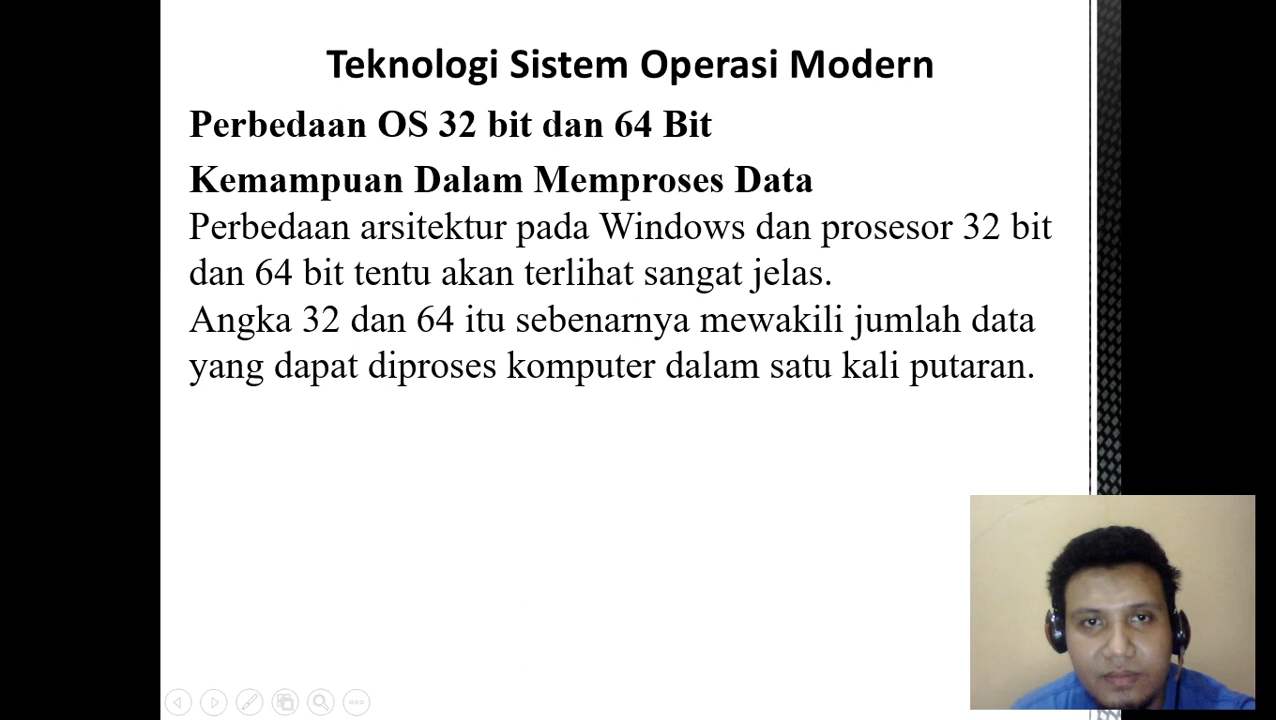 Teknologi Sistem Operasi Modern
Perbedaan OS 32 bit dan 64 Bit
Kemampuan Dalam Memproses Data
Perbedaan arsitektur pada Windows dan prosesor 32 bit
dan 64 bit tentu akan terlihat sangat jelas.
Angka 32 dan 64 itu sebenarnya mewakili jumlah data
yang dapat diproses komputer dalam satu kali putaran.